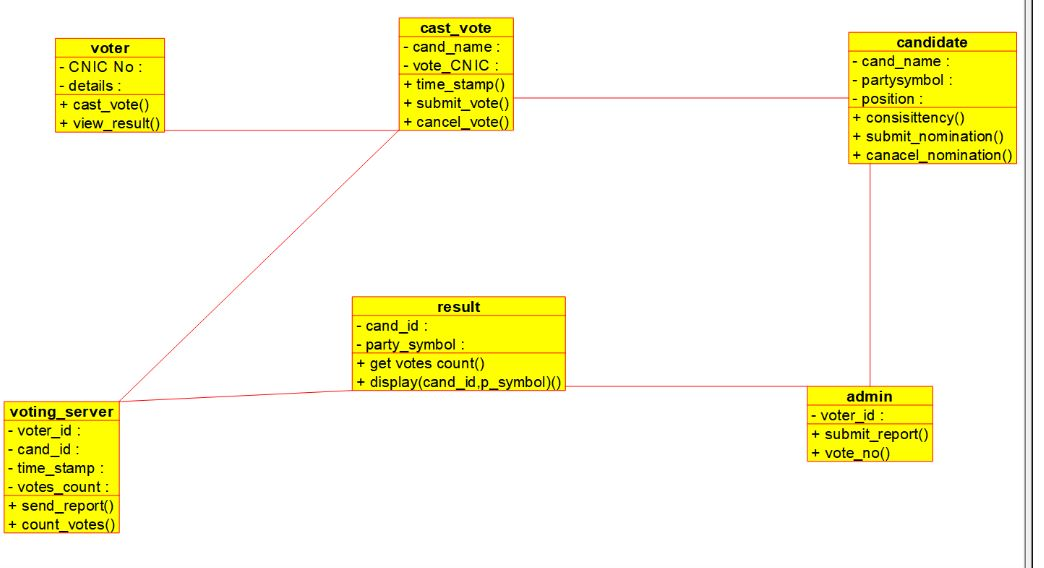 voter
- CNIC No :
- details :
+ cast_vote()
+ view_result()
cast_vote
- cand_name :
- vote_CNIC :
+ time_stamp()
+ submit_vote()
+ cancel_vote()
candidate
- cand_name :
- partysymbol :
- position :
+ consisittency()
+ submit_nomination()
+ canacel_nomination()
result
- cand_id :
- party_symbol :
+ get votes count()
+ display(cand_id,p_symbol)()
voting_server
- voter_id :
- cand_id :
- time_stamp :
- votes_count :
+ send_report()
+ count_votes()
admin
- voter_id :
+ submit_report()
+ vote_no()